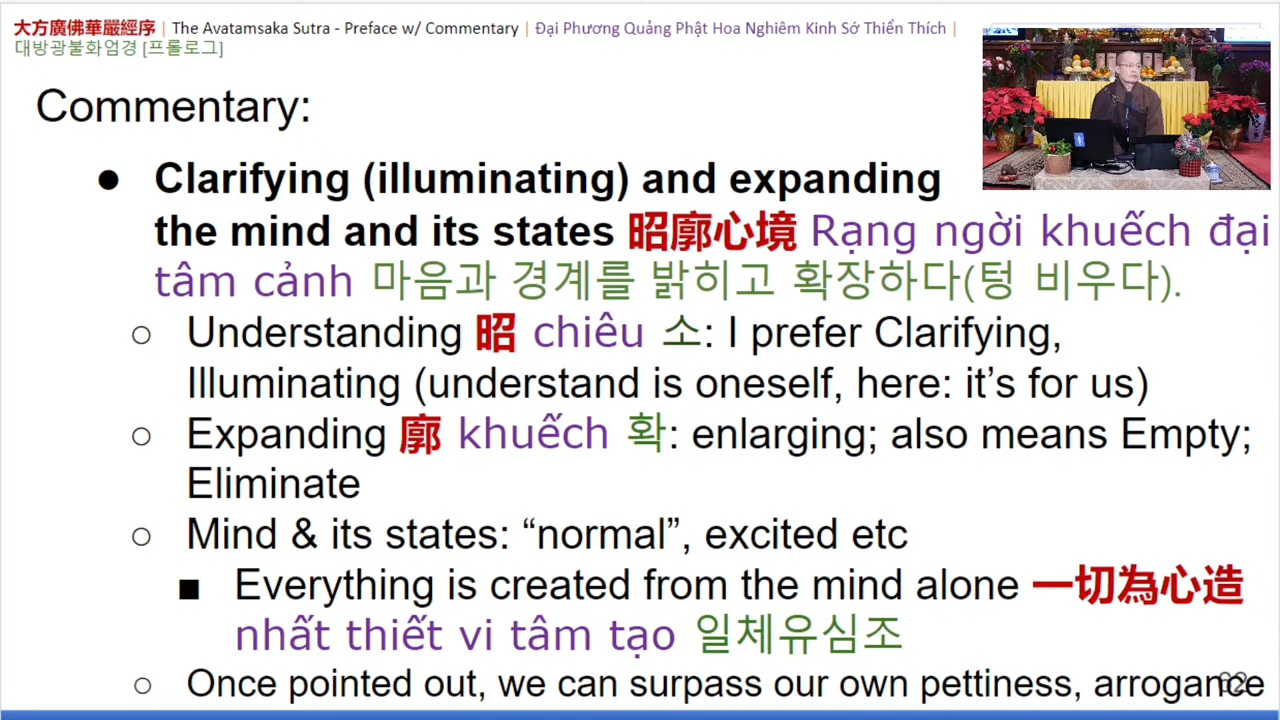 大方廣佛華嚴經序 | The Avatamsaka Sutra - Preface w/ Commentary | Đại Phương Quảng Phật Hoa Nghiêm Kinh Sớ Thiển Thích |
대방광불화엄경 [프롤로그]
Commentary:
● Clarifying (illuminating) and expanding
the mind and its states 昭廓心境 Rạng ngời khuếch đại
tâm cảnh 마음과 경계를 밝히고 확장하다(텅 비우다).
○ Understanding 昭 chiêu 소: I prefer Clarifying,
Illuminating (understand is oneself, here: it's for us)
○ Expanding 廓 khuếch 확: enlarging; also means Empty;
Eliminate
○ Mind & its states: “normal”, excited etc
■ Everything is created from the mind alone 一切為心造
nhất thiết vi tâm tạo 일체유심조
○ Once pointed out, we can surpass our own pettiness, arrogance
62